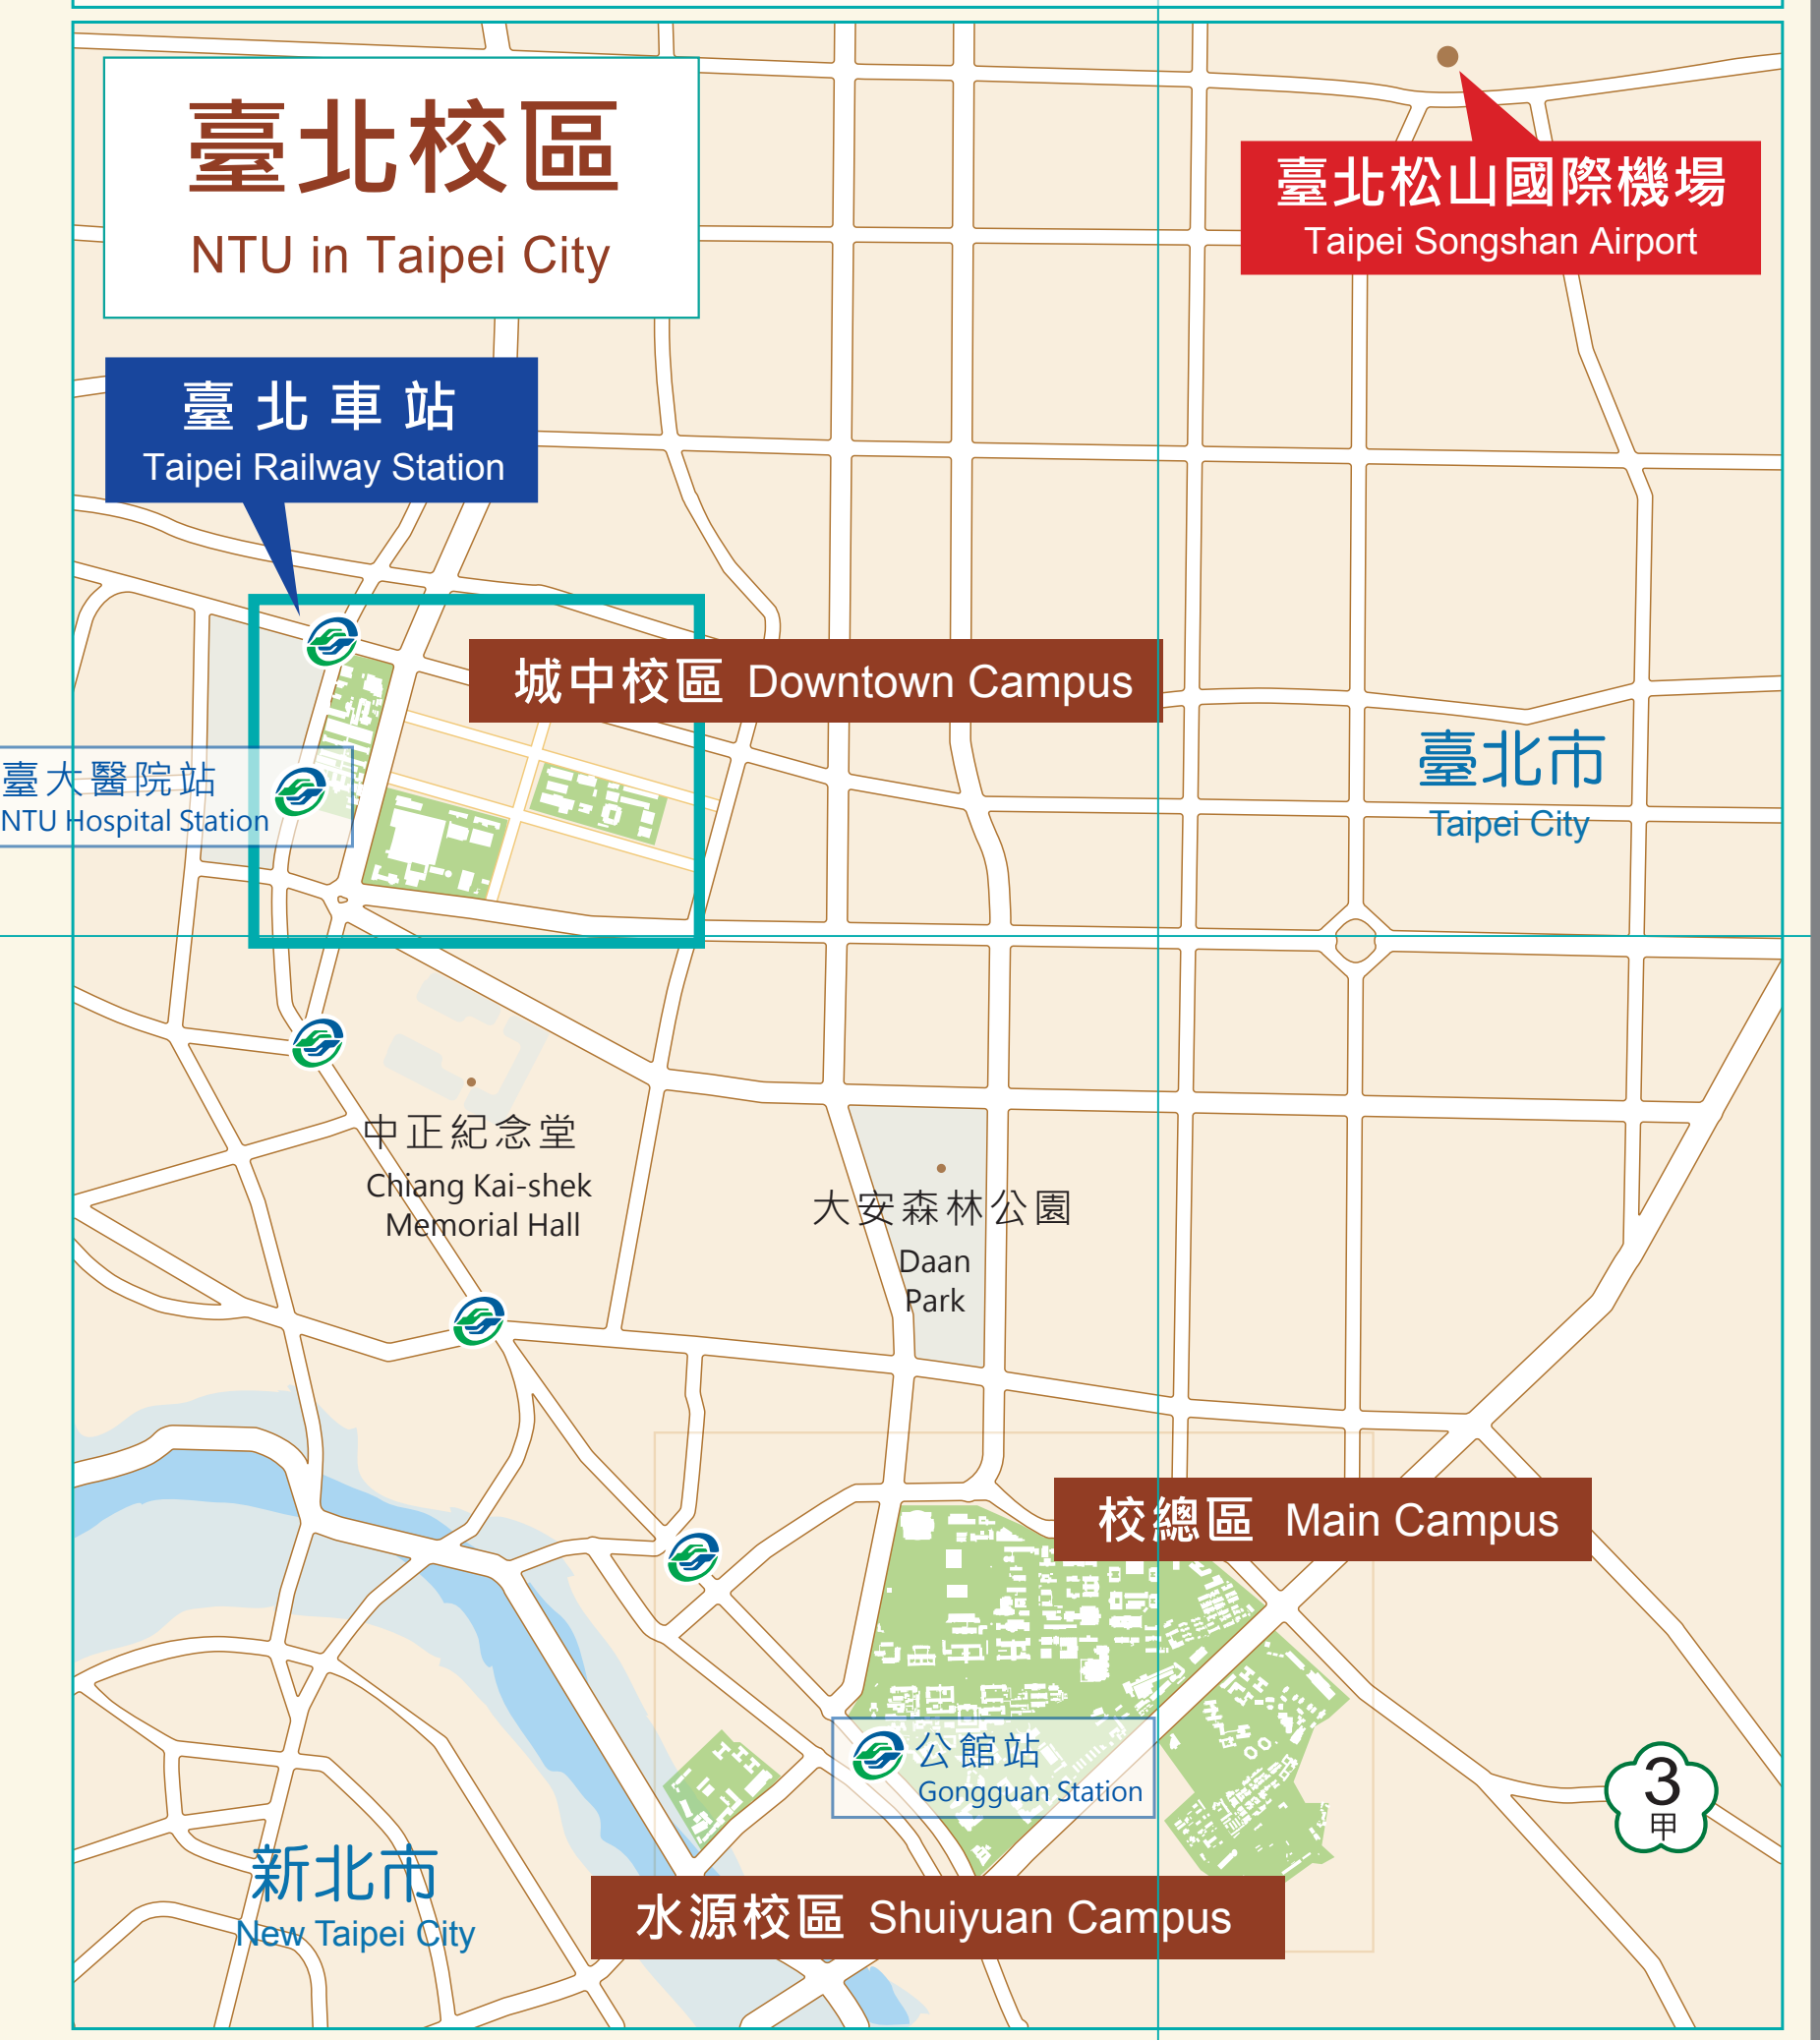 臺北校區
NTU in Taipei City
臺北松山國際機場
Taipei Songshan Airport
臺北車站
Taipei Railway Station
城中校區 Downtown Campus
臺大醫院站
NTU Hospital Station
臺北市
Taipei City
中正紀念堂
Chiang Kai-shek
Memorial Hall
大安森林公園
Daan
Park
校總區 Main Campus
公館站
Gongguan Station
3
甲
新北市
New Taipei City
水源校區 Shuiyuan Campus